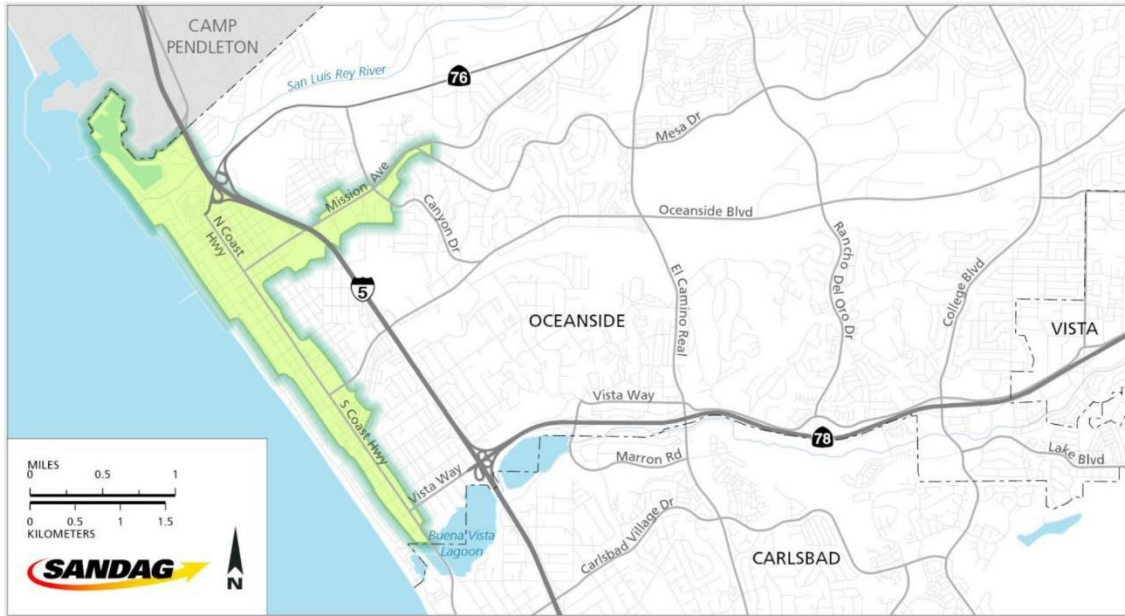 CAMP
PENDLETON
San Luis Rey River
76
Mesa Dr
Mission Ave
Canyon Dr
Oceanside Blvd
N Coast
Hwy
Rancho Del Oro Dr
El Camino Real
College Blvd
5
OCEANSIDE
VISTA
Vista Way
S Coast Hwy
78
Marron Rd
Lake Blvd
Vista Way
Buena Vista
Lagoon
Carlsbad Village Dr
CARLSBAD
MILES
0 0.5 1
0 0.5 1 1.5
KILOMETERS
SANDAG
N